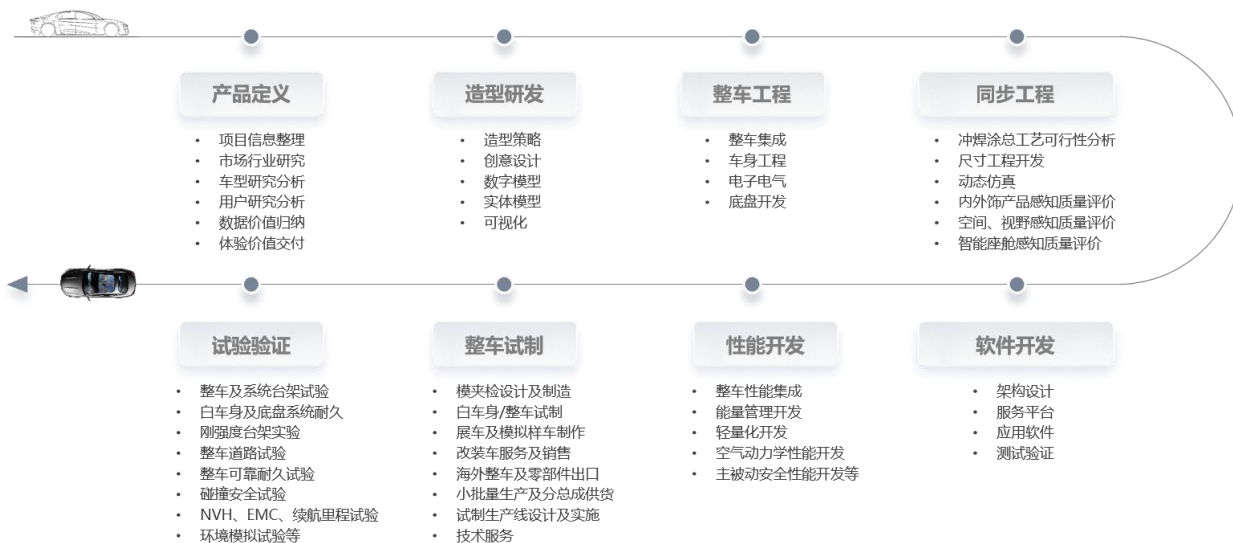 产品定义
• 项目信息整理
• 市场行业研究
• 车型研究分析
• 用户研究分析
• 数据价值归纳
• 体验价值交付
造型研发
• 造型策略
• 创意设计
• 数字模型
• 实体模型
• 可视化
整车工程
• 整车集成
• 车身工程
• 电子电气
• 底盘开发
同步工程
• 冲焊涂总工艺可行性分析
• 尺寸工程开发
• 动态仿真
• 内外饰产品感知质量评价
• 空间、视野感知质量评价
• 智能座舱感知质量评价
试验验证
• 整车及系统台架试验
• 白车身及底盘系统耐久
• 刚强度台架实验
• 整车道路试验
• 整车可靠耐久试验
• 碰撞安全试验
• NVH、EMC、续航里程试验
• 环境模拟试验等
整车试制
• 模夹检设计及制造
• 白车身/整车试制
• 展车及模拟样车制作
• 改装车服务及销售
• 海外整车及零部件出口
• 小批量生产及分总成供货
• 试制生产线设计及实施
• 技术服务
性能开发
• 整车性能集成
• 能量管理开发
• 轻量化开发
• 空气动力学性能开发
• 主被动安全性能开发等
软件开发
• 架构设计
• 服务平台
• 应用软件
• 测试验证